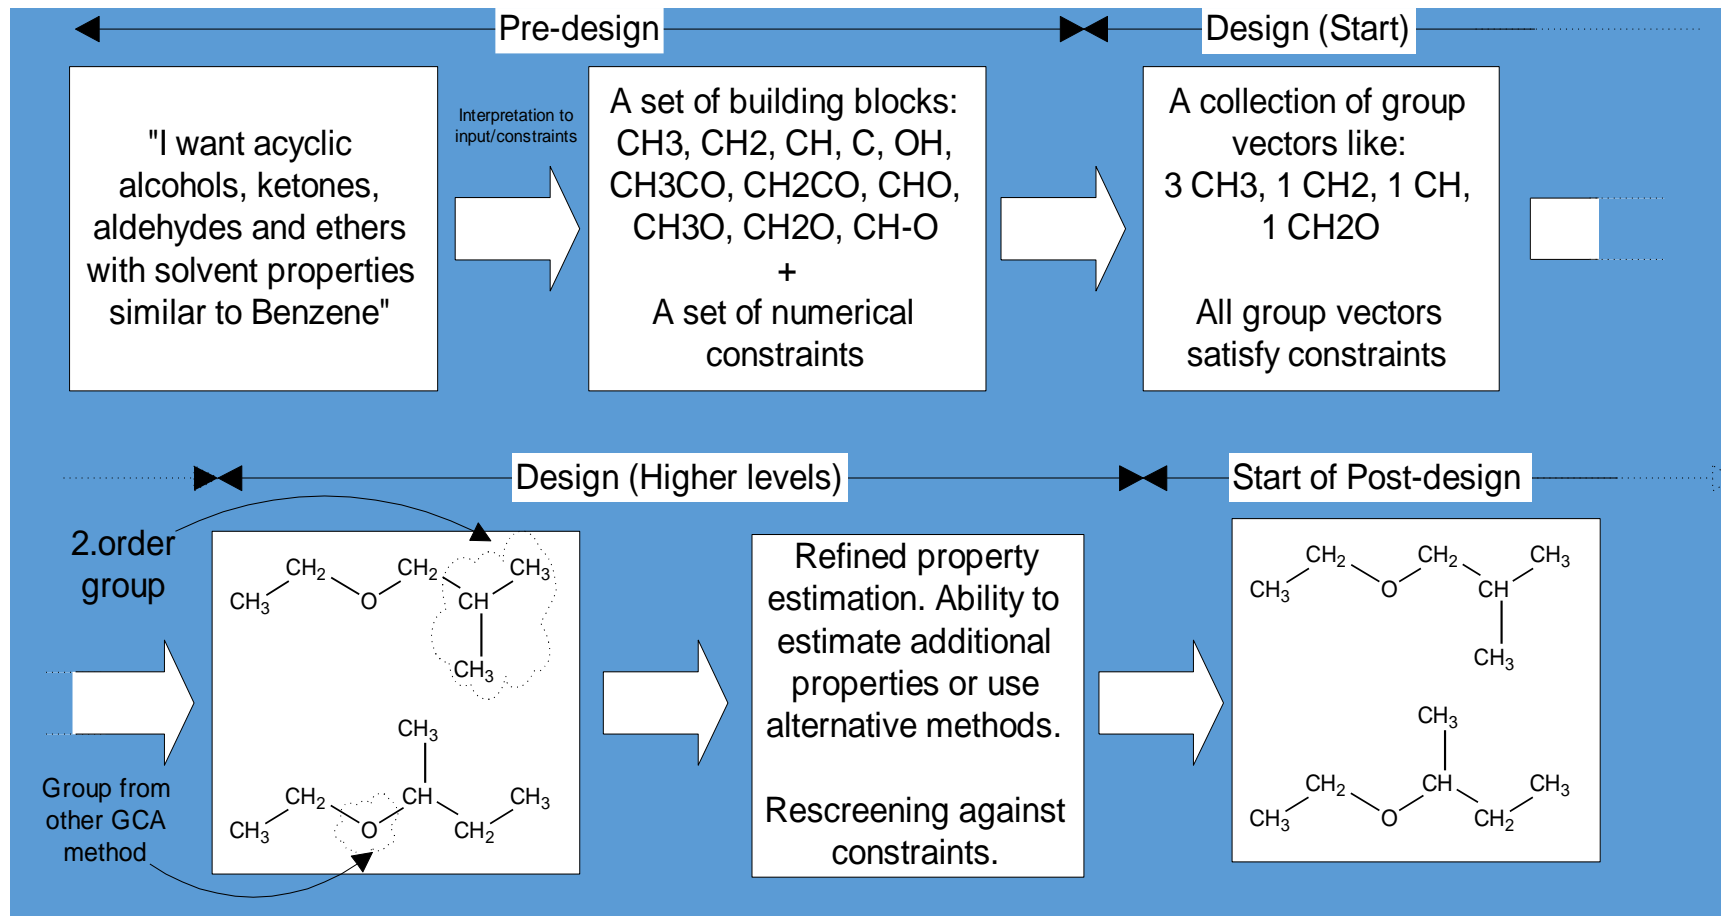 Pre-design
Design (Start)
"I want acyclic
alcohols, ketones,
aldehydes and ethers
with solvent properties
similar to Benzene"
Interpretation to
input/constraints
A set of building blocks:
CH3, CH2, CH, C, OH,
CH3CO, CH2CO, CHO,
CH3O, CH2O, CH-O
+
A set of numerical
constraints
A collection of group
vectors like:
3 CH3, 1 CH2, 1 CH,
1 CH2O
All group vectors
satisfy constraints
Design (Higher levels)
Start of Post-design
2.order
group
CH2 CH2 CH3
CH3 O CH
CH3
CH3
CH2 CH CH3
CH3 O CH2
Group from
other GCA
method
Refined property
estimation. Ability to
estimate additional
properties or use
alternative methods.
Rescreening against
constraints.
CH2 CH2 CH3
CH3 O CH
CH3
CH3
CH2 CH CH3
CH3 O CH2